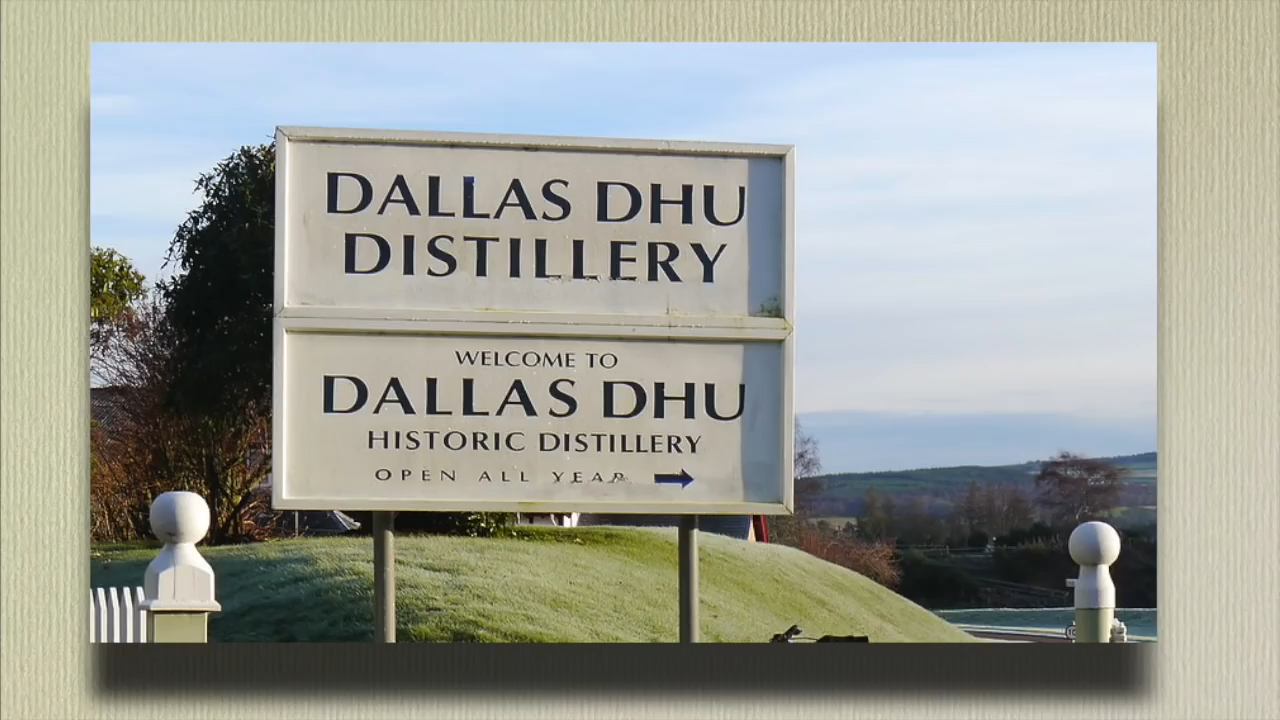 DALLAS DHU
DISTILLERY
WELCOME TO
DALLAS DHU
HISTORIC DISTILLERY
OPEN ALL YEAR